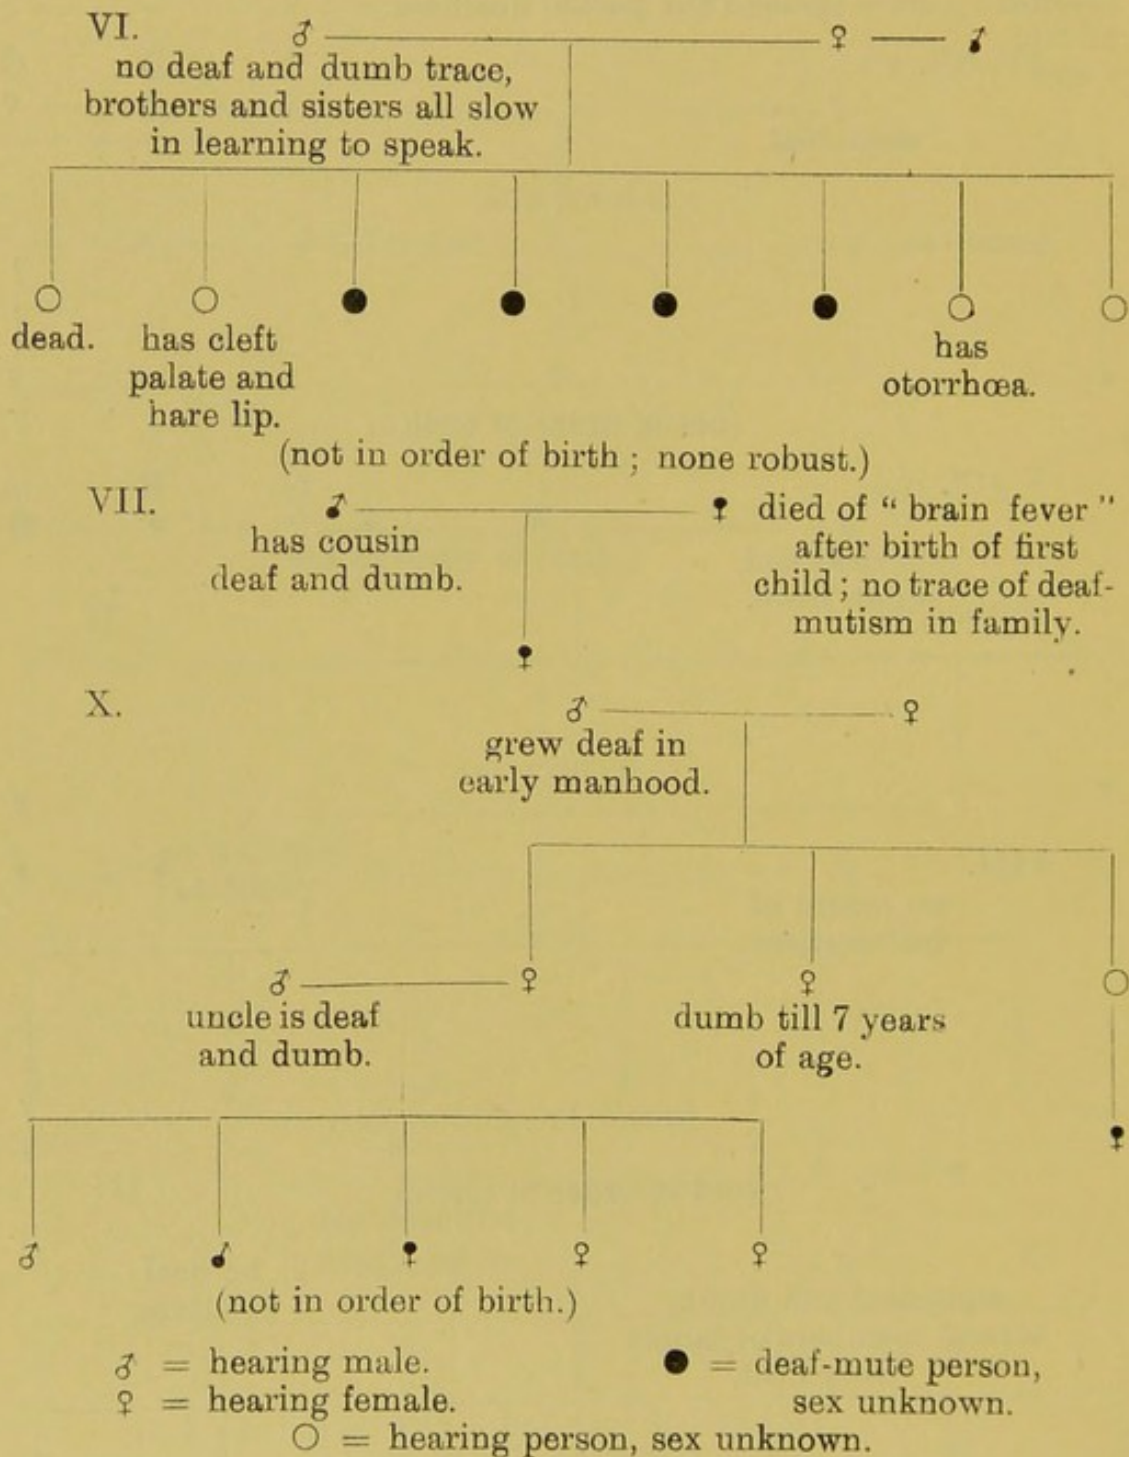 VI. ♂ ♀
no deaf and dumb trace,
brothers and sisters all slow
in learning to speak.
dead.
has cleft
palate and
hare lip.
has
otorrhœa.
(not in order of birth ; none robust.)
VII.
has cousin
deaf and dumb.
died of “ brain fever ”
after birth of first
child ; no trace of deaf-
mutism in family.
X. ♂ ♀
grew deaf in
early manhood.
♂ ♀ ♀ ○
uncle is deaf
and dumb.
dumb till 7 years
of age.
(not in order of birth.)
♂ = hearing male.
♀ = hearing female.
● = deaf-mute person,
sex unknown.
○ = hearing person, sex unknown.